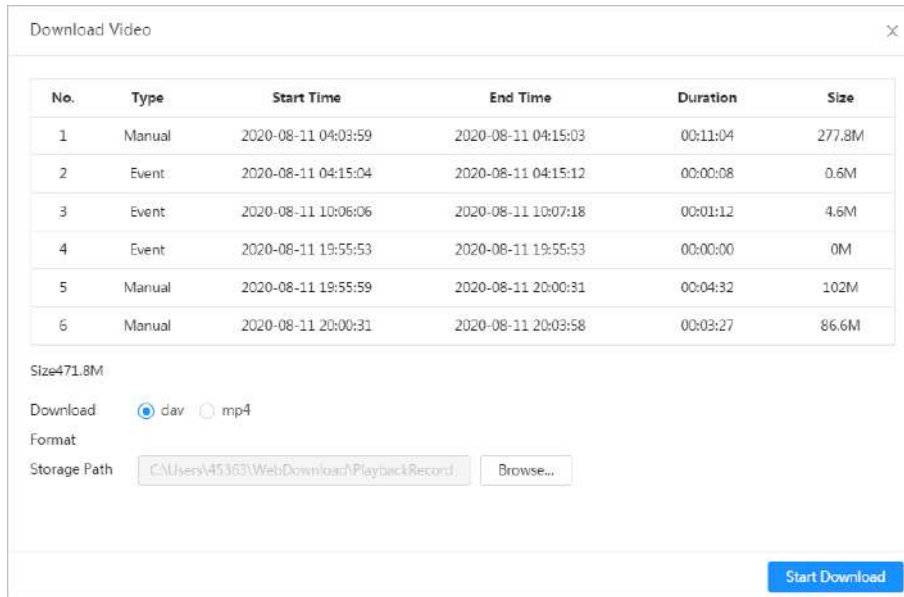 Download Video
No. Type Start Time End Time Duration Size
1 Manual 2020-08-11 04:03:59 2020-08-11 04:15:03 00:11:04 277.8M
2 Event 2020-08-11 04:15:04 2020-08-11 04:15:12 00:00:08 0.6M
3 Event 2020-08-11 10:06:06 2020-08-11 10:07:18 00:01:12 4.6M
4 Event 2020-08-11 19:55:53 2020-08-11 19:55:53 00:00:00 0M
5 Manual 2020-08-11 19:55:59 2020-08-11 20:00:31 00:04:32 102M
6 Manual 2020-08-11 20:00:31 2020-08-11 20:03:58 00:03:27 86.6M
Size471.8M
Download dav mp4
Format
Storage Path C:\Users\45363\WebDownload\PlaybackRecord Browse...
Start Download